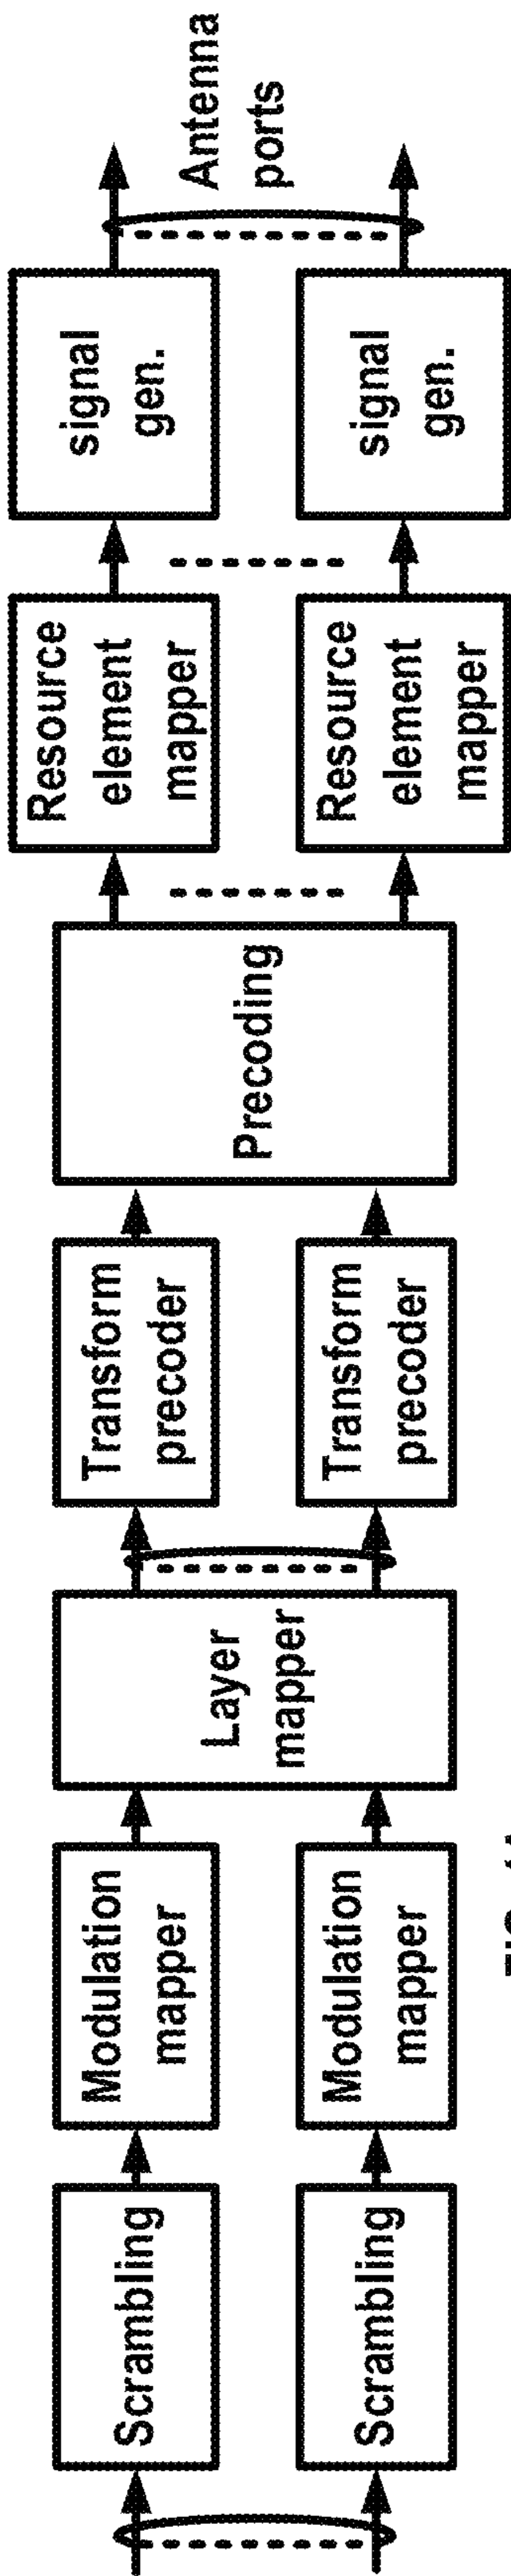 Scrambling
Modulation
mapper
Layer
mapper
Transform
precoder
Precoding
Resource
element
mapper
signal
gen.
Antenna
ports
Scrambling
Modulation
mapper
Transform
precoder
Resource
element
mapper
signal
gen.